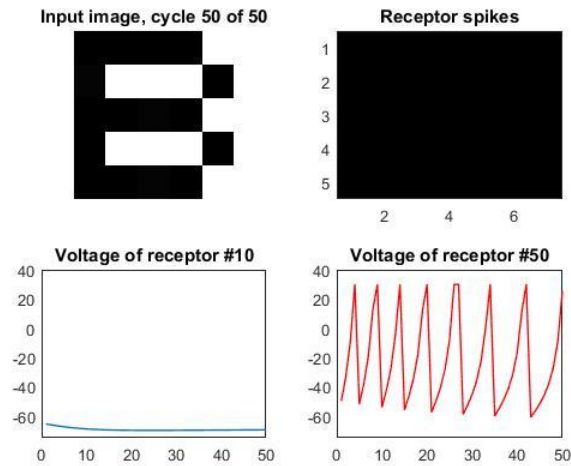 Input image, cycle 50 of 50
Receptor spikes
1
2
3
4
5
2 4 6
Voltage of receptor #10
40
20
0
-20
-40
-60
0 10 20 30 40 50
Voltage of receptor #50
40
20
0
-20
-40
-60
0 10 20 30 40 50